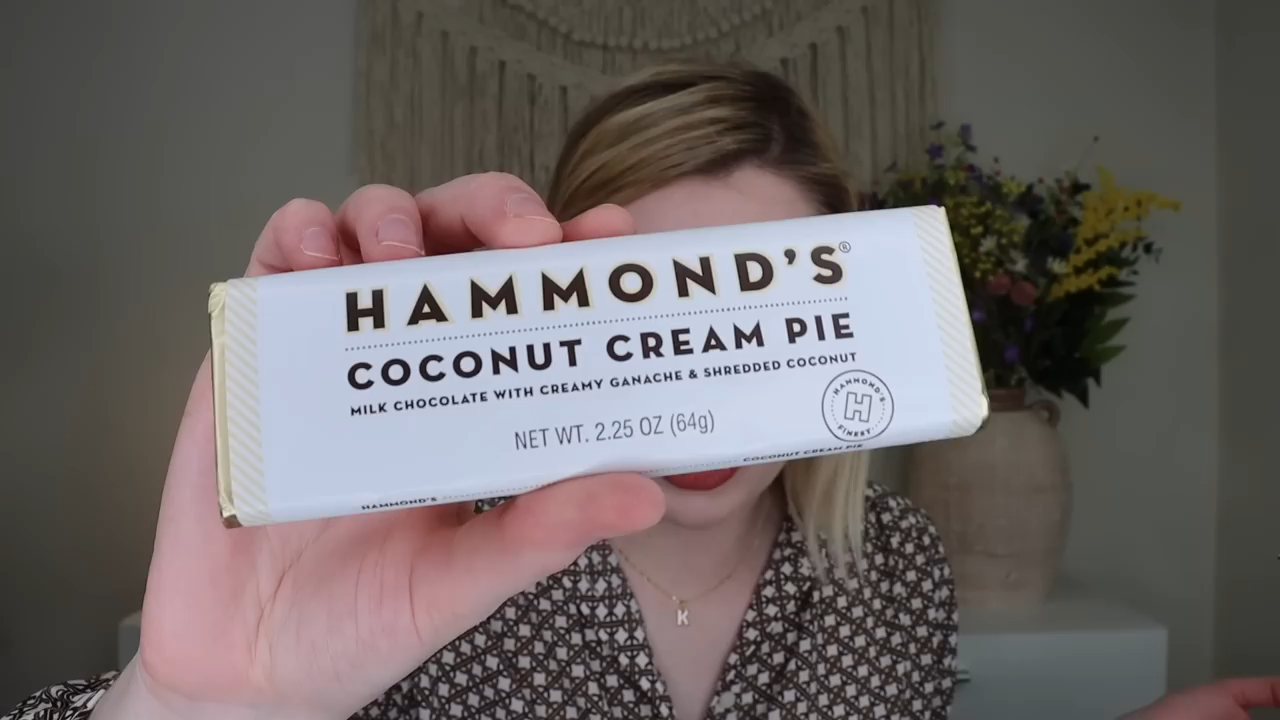 HAMMOND'S®
COCONUT CREAM PIE
MILK CHOCOLATE WITH CREAMY GANACHE & SHREDDED COCONUT
NET WT. 2.25 OZ (64g)
HAMMOND'S
H
FINEST
HAMMOND'S
COCONUT CREAM PIE
K